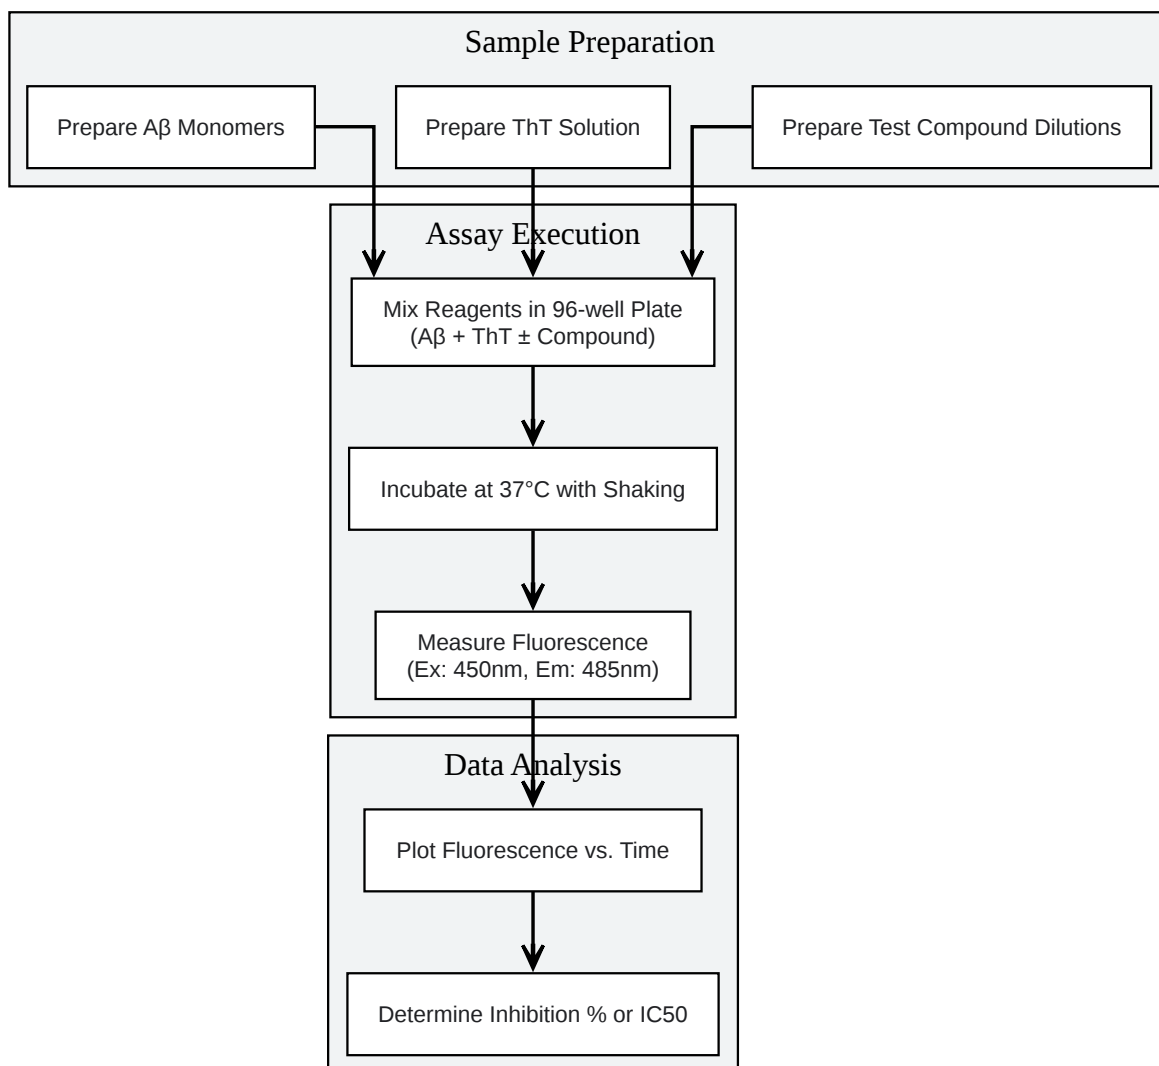 Sample Preparation
Prepare Aβ Monomers
Prepare ThT Solution
Prepare Test Compound Dilutions
Assay Execution
Mix Reagents in 96-well Plate
(Aβ + ThT ± Compound)
Incubate at 37°C with Shaking
Measure Fluorescence
(Ex: 450nm, Em: 485nm)
Data Analysis
Plot Fluorescence vs. Time
Determine Inhibition % or IC50